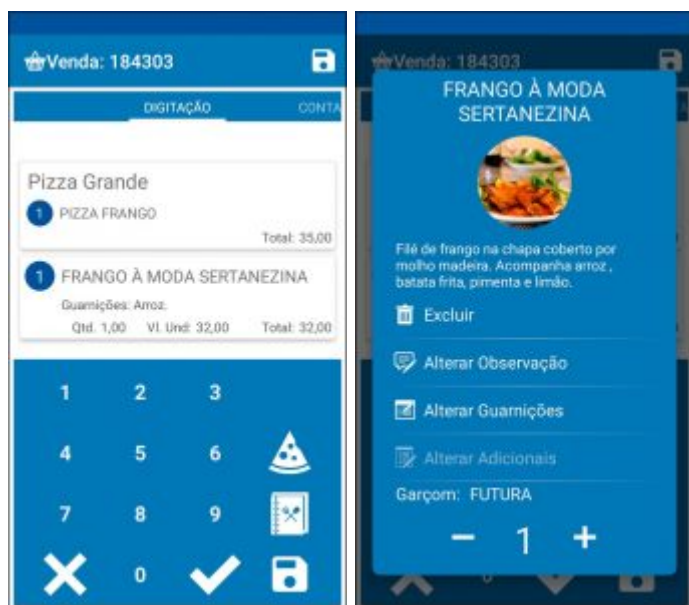 Venda: 184303
DIGITAÇÃO CONTA
Pizza Grande
1 PIZZA FRANGO
Total: 35,00
1 FRANGO À MODA SERTANEZINA
Guarnições: Arroz.
Qtd. 1,00 Vl. Und: 32,00 Total: 32,00
1 2 3
4 5 6
7 8 9
0
Venda: 184303
FRANGO À MODA
SERTANEZINA
Filé de frango na chapa coberto por
molho madeira. Acompanha arroz ,
batata frita, pimenta e limão.
Excluir
Alterar Observação
Alterar Guarnições
Alterar Adicionais
Garçom: FUTURA
− 1 +